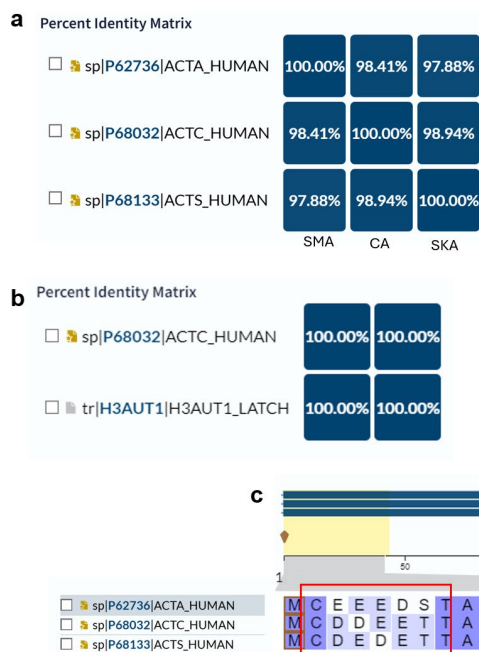 a
Percent Identity Matrix
sp|P62736|ACTA_HUMAN 100.00% 98.41% 97.88%
sp|P68032|ACTC_HUMAN 98.41% 100.00% 98.94%
sp|P68133|ACTS_HUMAN 97.88% 98.94% 100.00%
SMA CA SKA
b
Percent Identity Matrix
sp|P68032|ACTC_HUMAN 100.00% 100.00%
tr|H3AUT1|H3AUT1_LATCH 100.00% 100.00%
c
50
1
sp|P62736|ACTA_HUMAN M C E E E D S T A
sp|P68032|ACTC_HUMAN M C D D E E T T A
sp|P68133|ACTS_HUMAN M C D E D E T T A